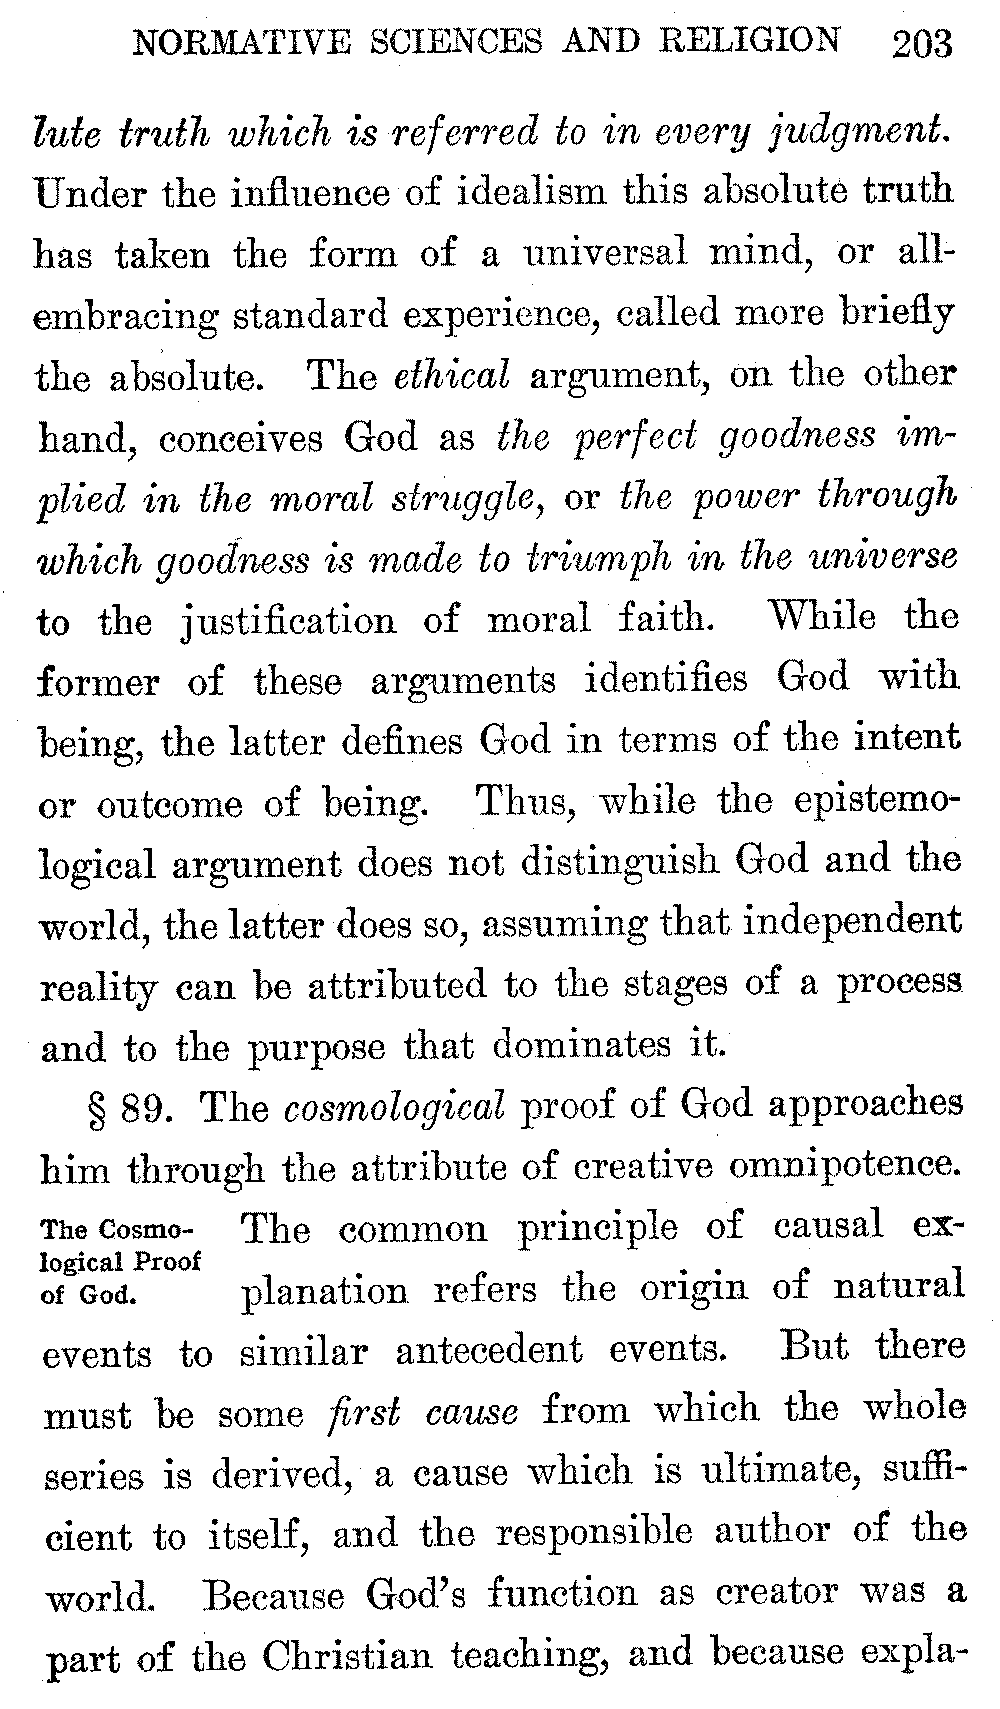 NORMATIVE SCIENCES AND RELIGION 203
lute truth which is referred to in every judgment.
Under the influence of idealism this absolute truth
has taken the form of a universal mind, or all-
embracing standard experience, called more briefly
the absolute. The ethical argument, on the other
hand, conceives God as the perfect goodness im-
plied in the moral struggle, or the power through
which goodness is made to triumph in the universe
to the justification of moral faith. While the
former of these arguments identifies God with
being, the latter defines God in terms of the intent
or outcome of being. Thus, while the epistemo-
logical argument does not distinguish God and the
world, the latter does so, assuming that independent
reality can be attributed to the stages of a process
and to the purpose that dominates it.
§ 89. The cosmological proof of God approaches
him through the attribute of creative omnipotence.
The Cosmo-
logical Proof
of God.
The common principle of causal ex-
planation refers the origin of natural
events to similar antecedent events. But there
must be some first cause from which the whole
series is derived, a cause which is ultimate, suffi-
cient to itself, and the responsible author of the
world. Because God's function as creator was a
part of the Christian teaching, and because expla-